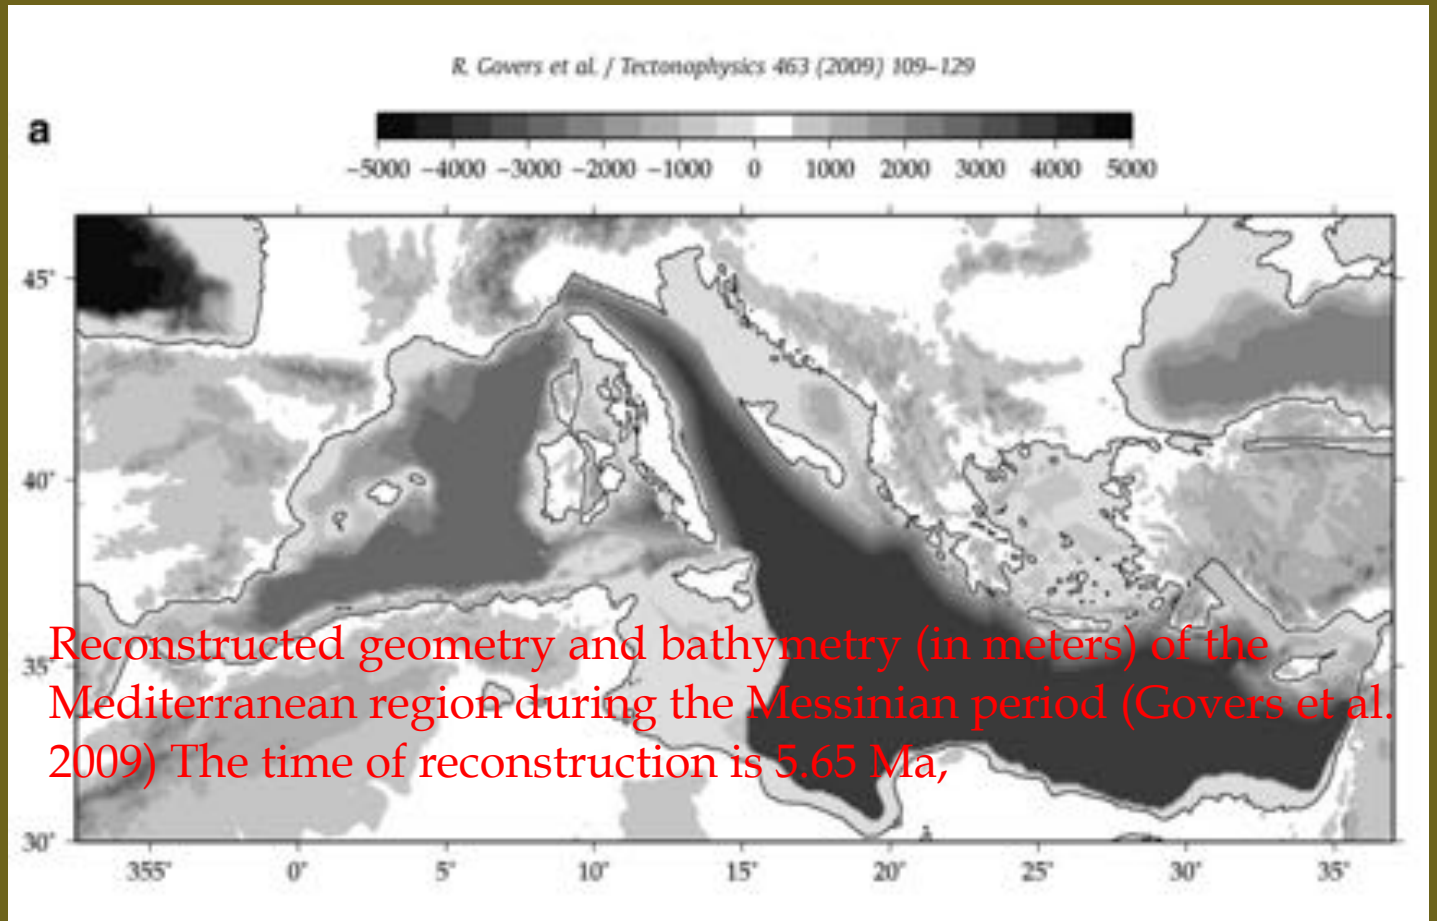 R. Govers et al. / Tectonophysics 463 (2009) 109–129
a
−5000 −4000 −3000 −2000 −1000 0 1000 2000 3000 4000 5000
45°
40°
35°
30°
355° 0° 5° 10° 15° 20° 25° 30° 35°
Reconstructed geometry and bathymetry (in meters) of the
Mediterranean region during the Messinian period (Govers et al.
2009) The time of reconstruction is 5.65 Ma,